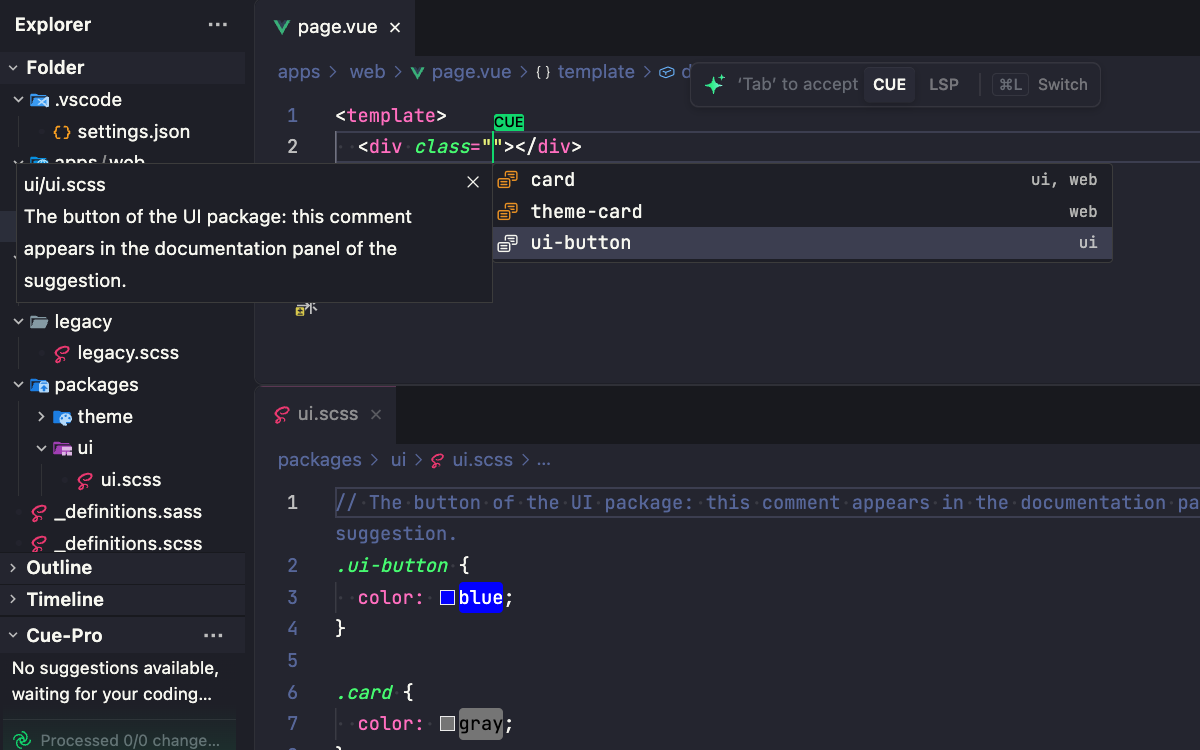 Explorer
Folder
.vscode
settings.json
apps/web
ui/ui.scss
The button of the UI package: this comment
appears in the documentation panel of the
suggestion.
legacy
legacy.scss
packages
theme
ui
ui.scss
_definitions.sass
_definitions.scss
Outline
Timeline
Cue-Pro
No suggestions available,
waiting for your coding...
Processed 0/0 change...
page.vue
apps > web > page.vue > {} template > d
'Tab' to accept CUE LSP ⌘L Switch
1 <template>
CUE
2 <div class=""></div>
card ui, web
theme-card web
ui-button ui
ui.scss
packages > ui > ui.scss > ...
1 // The button of the UI package: this comment appears in the documentation pa
suggestion.
2 .ui-button {
3 color: blue;
4 }
5
6 .card {
7 color: gray;